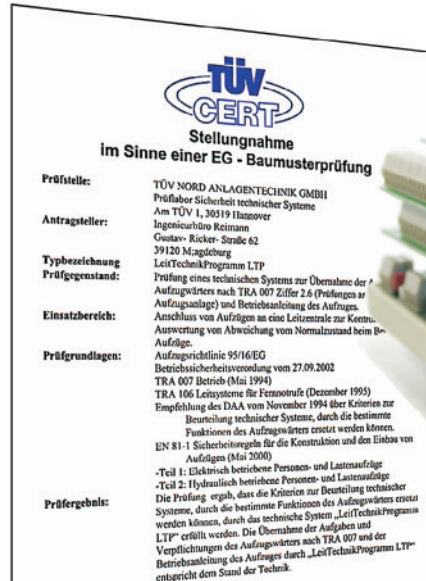 TÜV
CERT
Stellungnahme
im Sinne einer EG - Baumusterprüfung
Prüfstelle: TÜV NORD ANLAGENTECHNIK GMBH
Prüflabor Sicherheit technischer Systeme
Am TÜV 1, 30519 Hannover
Antragsteller: Ingenieurbüro Reimann
Gustav- Ricker- Straße 62
39120 M;agdeburg
Typbezeichnung LeitTechnikProgramm LTP
Prüfgegenstand: Prüfung eines technischen Systems zur Übernahme der
Aufzugswärters nach TRA 007 Ziffer 2.6 (Prüfungen
Aufzugsanlage) und Betriebsanleitung des Aufzuges.
Einsatzbereich: Anschluss von Aufzügen an eine Leitzentrale zur
Auswertung von Abweichung vom Normalzustand beim
Aufzüge.
Prüfgrundlagen: Aufzugsrichtlinie 95/16/EG
Betriebssicherheitsverordung vom 27.09.2002
TRA 007 Betrieb (Mai 1994)
TRA 106 Leitsysteme für Fernnotrufe (Dezember 1995)
Empfehlung des DAA vom November 1994 über Kriterien zur
Beurteilung technischer Systeme, durch die bestimmte
Funktionen des Aufzugswärters ersetzt werden können.
EN 81-1 Sicherheitsregeln für die Konstruktion und den Einbau von
Aufzügen (Mai 2000)
-Teil 1: Elektrisch betriebene Personen- und Lastenaufzüge
-Teil 2: Hydraulisch betriebene Personen- und Lastenaufzüge
Prüfergebnis: Die Prüfung ergab, dass die Kriterien zur Beurteilung technischer
Systeme, durch die bestimmte Funktionen des Aufzugswärters ersetzt
werden können, durch das technische System „LeitTechnikProgramm
LTP" erfüllt werden. Die Übernahme der Aufgaben und
Verpflichtungen des Aufzugswärters nach TRA 007 und der
Betriebsanleitung des Aufzuges durch „LeitTechnikProgramm LTP"
entspricht dem Stand der Technik.